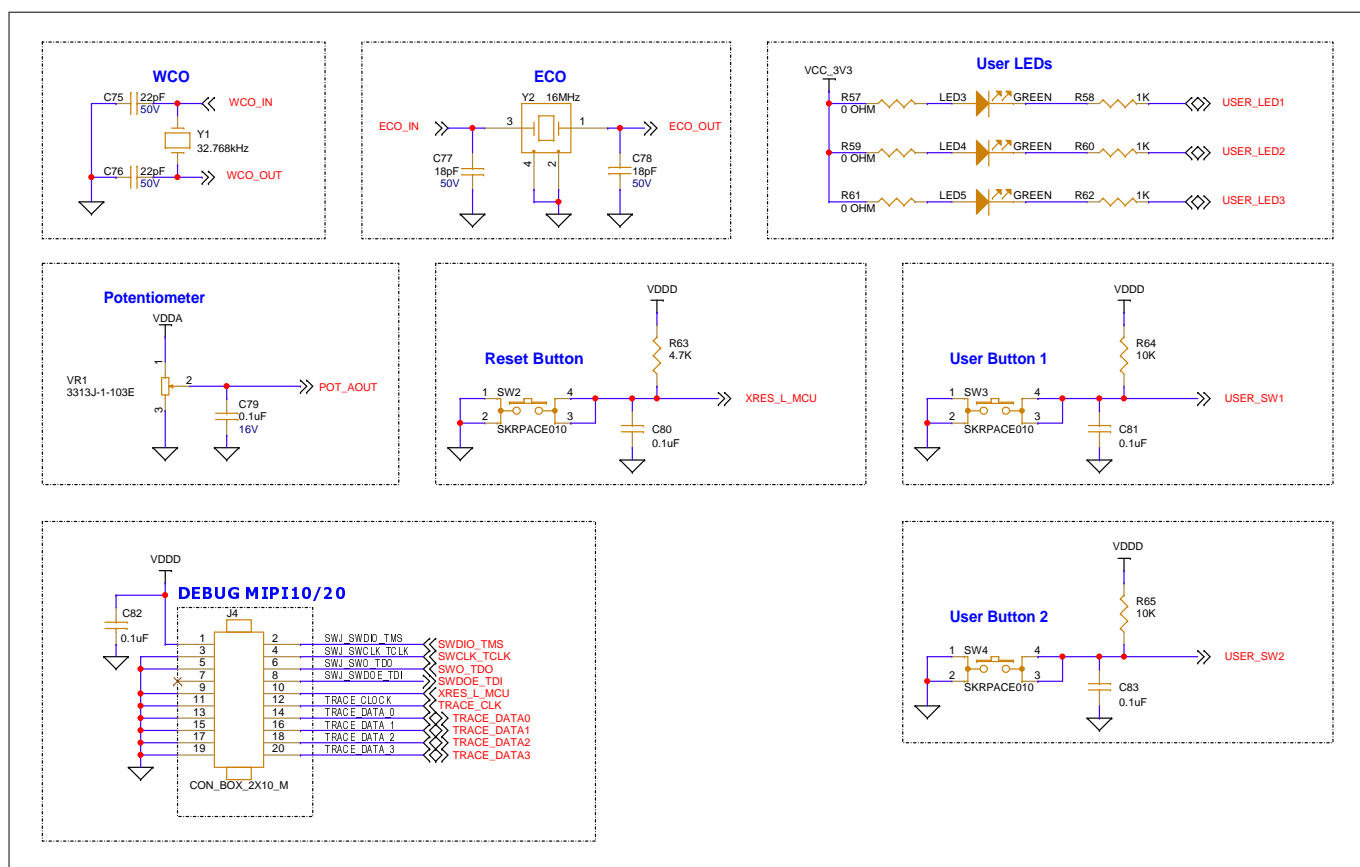 WCO
C75
22pF
50V
WCO_IN
Y1
32.768kHz
C76
22pF
50V
WCO_OUT
ECO
Y2
16MHz
ECO_IN
3
1
ECO_OUT
4
2
C77
18pF
50V
C78
18pF
50V
User LEDs
VCC_3V3
R57
0 OHM
LED3
GREEN
R58
1K
USER_LED1
R59
0 OHM
LED4
GREEN
R60
1K
USER_LED2
R61
0 OHM
LED5
GREEN
R62
1K
USER_LED3
Potentiometer
VDDA
1
VR1
3313J-1-103E
2
3
POT_AOUT
C79
0.1uF
16V
Reset Button
VDDD
R63
4.7K
1
SW2
4
2
3
SKRPACE010
XRES_L_MCU
C80
0.1uF
User Button 1
VDDD
R64
10K
1
SW3
4
2
3
SKRPACE010
USER_SW1
C81
0.1uF
DEBUG MIPI10/20
VDDD
C82
0.1uF
J4
1
2
SWJ_SWDIO_TMS
SWDIO_TMS
3
4
SWJ_SWCLK_TCLK
SWCLK_TCLK
5
6
SWJ_SWO_TDO
SWO_TDO
7
8
SWJ_SWDOE_TDI
SWDOE_TDI
9
10
XRES_L_MCU
11
12
TRACE_CLOCK
TRACE_CLK
13
14
TRACE_DATA_0
TRACE_DATA0
15
16
TRACE_DATA_1
TRACE_DATA1
17
18
TRACE_DATA_2
TRACE_DATA2
19
20
TRACE_DATA_3
TRACE_DATA3
CON_BOX_2X10_M
User Button 2
VDDD
R65
10K
1
SW4
4
2
3
SKRPACE010
USER_SW2
C83
0.1uF